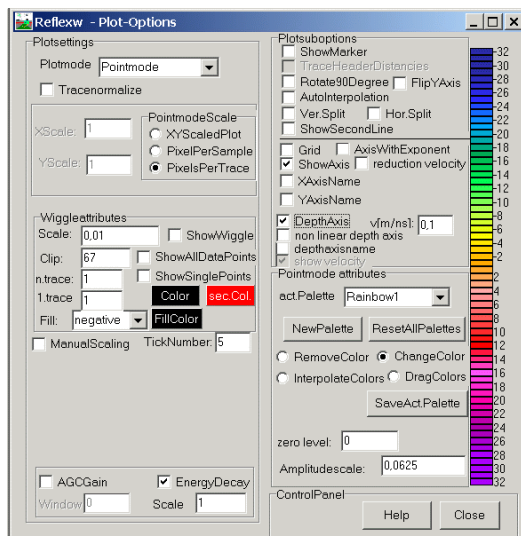 Reflexw - Plot-Options
Plotsettings
Plotmode Pointmode
Tracenormalize
XScale: 1
YScale: 1
PointmodeScale
XYScaledPlot
PixelPerSample
PixelsPerTrace
Wiggleattributes
Scale: 0,01 ShowWiggle
Clip: 67 ShowAllDataPoints
n.trace: 1 ShowSinglePoints
1.trace 1 Color sec.Col.
Fill: negative FillColor
ManualScaling TickNumber: 5
AGCGain EnergyDecay
Window 0 Scale 1
Plotsuboptions
ShowMarker
TraceHeaderDistancies
Rotate90Degree FlipYAxis
AutoInterpolation
Ver.Split Hor.Split
ShowSecondLine
Grid AxisWithExponent
ShowAxis reduction velocity
XAxisName
YAxisName
DepthAxis v[m/ns]: 0,1
non linear depth axis
depthaxisname
show velocity
Pointmode attributes
act.Palette Rainbow1
NewPalette ResetAllPalettes
RemoveColor ChangeColor
InterpolateColors DragColors
SaveAct.Palette
zero level: 0
Amplitudescale: 0,0625
ControlPanel
Help Close
-32
-30
-28
-26
-24
-22
-20
-18
-16
-14
-12
-10
-8
-6
-4
-2
2
4
6
8
10
12
14
16
18
20
22
24
26
28
30
32